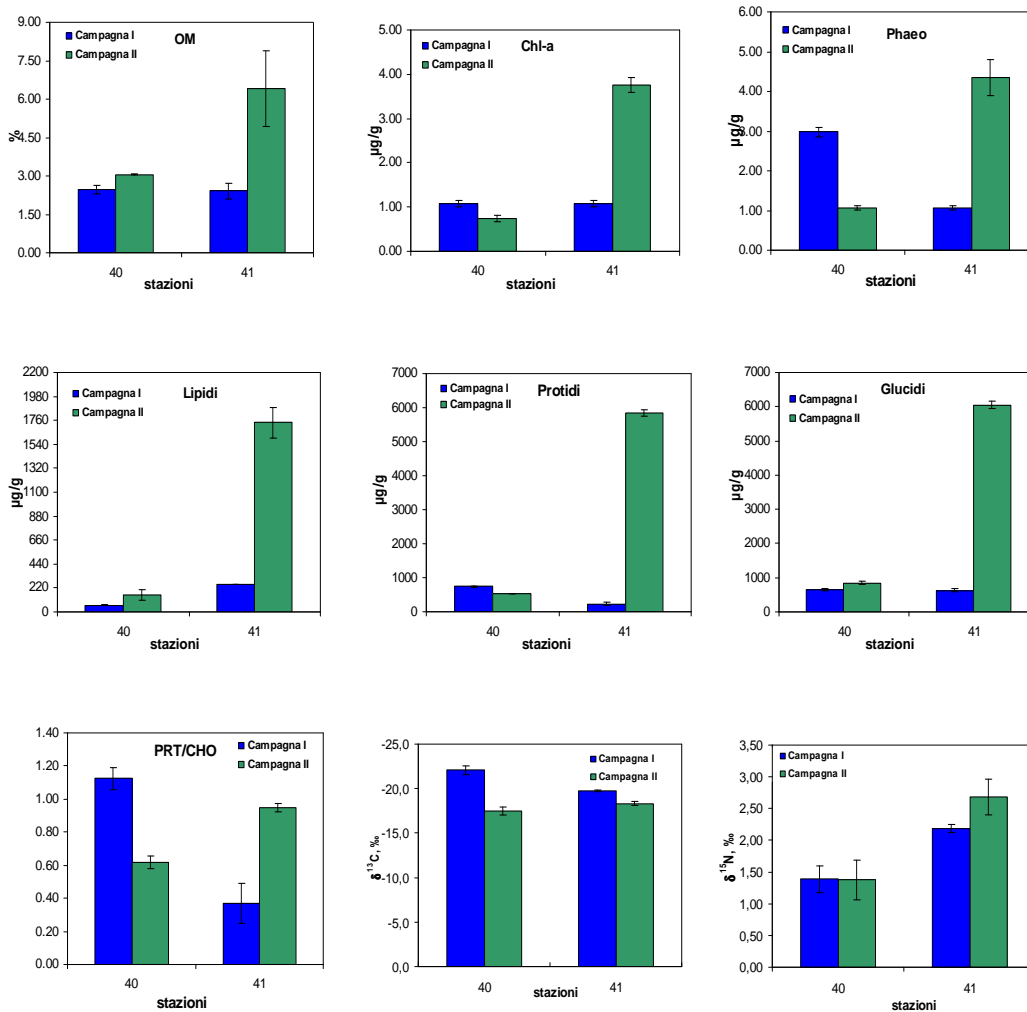 OM
Campagna I
Campagna II
9.00
7.50
6.00
4.50
3.00
1.50
0.00
%
40
41
stazioni
Chl-a
Campagna I
Campagna II
5.00
4.00
3.00
2.00
1.00
0.00
µg/g
40
41
stazioni
Phaeo
Campagna I
Campagna II
6.00
5.00
4.00
3.00
2.00
1.00
0.00
µg/g
40
41
stazioni
Lipidi
Campagna I
Campagna II
2200
1980
1760
1540
1320
1100
880
660
440
220
0
µg/g
40
41
stazioni
Protidi
Campagna I
Campagna II
7000
6000
5000
4000
3000
2000
1000
0
µg/g
40
41
stazioni
Glucidi
Campagna I
Campagna II
7000
6000
5000
4000
3000
2000
1000
0
µg/g
40
41
stazioni
PRT/CHO
Campagna I
Campagna II
1.40
1.20
1.00
0.80
0.60
0.40
0.20
0.00
40
41
stazioni
Campagna I
Campagna II
-25,0
-20,0
-15,0
-10,0
-5,0
0,0
δ 13C, ‰
40
41
stazioni
Campagna I
Campagna II
3,50
3,00
2,50
2,00
1,50
1,00
0,50
0,00
δ 15N, ‰
40
41
stazioni